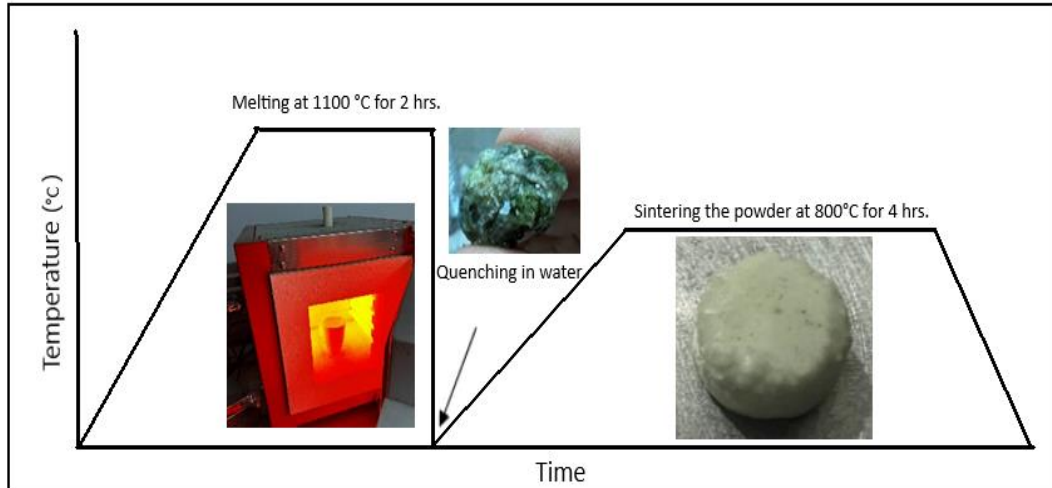 Melting at 1100 °C for 2 hrs.
Quenching in water
Sintering the powder at 800°C for 4 hrs.
Temperature (°c)
Time